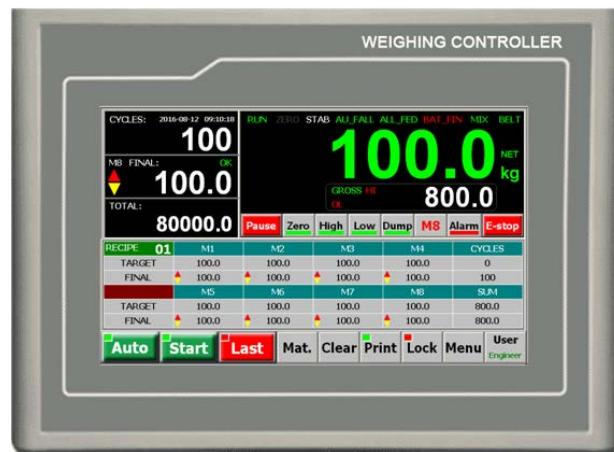 WEIGHING CONTROLLER
CYCLES: 2016-08-12 09:10:18
100
M8 FINAL: OK
100.0
TOTAL:
80000.0
RUN ZERO STAB AU_FALL ALL_FED BAT_FIN MIX BELT
100.0 NET kg
GROSS HI
OL
800.0
Pause Zero High Low Dump M8 Alarm E-stop
RECIPE 01 M1 M2 M3 M4 CYCLES
TARGET 100.0 100.0 100.0 100.0 0
FINAL 100.0 100.0 100.0 100.0 100
M5 M6 M7 M8 SUM
TARGET 100.0 100.0 100.0 100.0 800.0
FINAL 100.0 100.0 100.0 100.0 800.0
Auto Start Last Mat. Clear Print Lock Menu User
Engineer